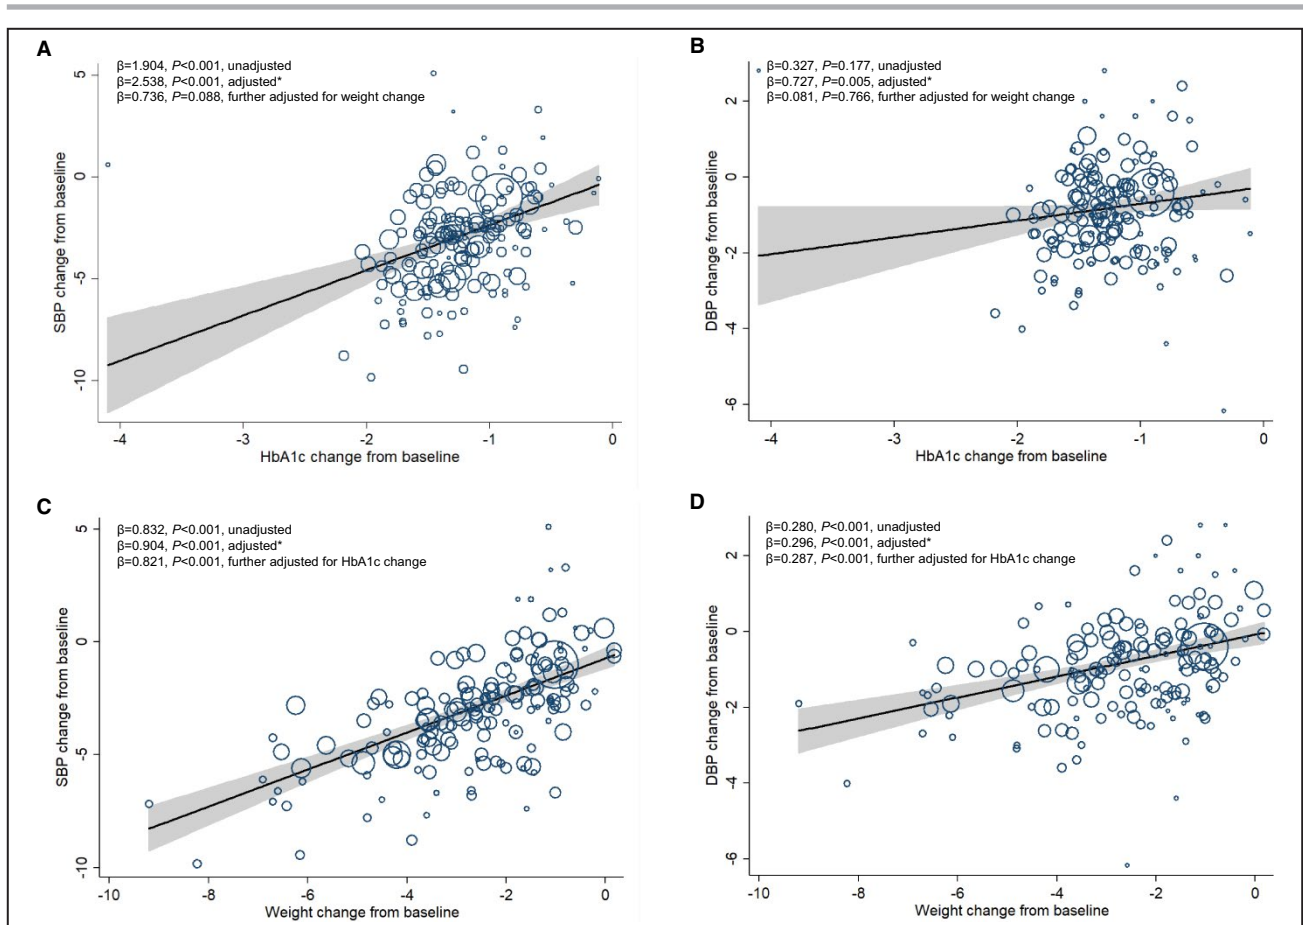 A
β=1.904, P<0.001, unadjusted
β=2.538, P<0.001, adjusted*
β=0.736, P=0.088, further adjusted for weight change
SBP change from baseline
5
0
-5
-10
-4 -3 -2 -1 0
HbA1c change from baseline
B
β=0.327, P=0.177, unadjusted
β=0.727, P=0.005, adjusted*
β=0.081, P=0.766, further adjusted for weight change
DBP change from baseline
2
0
-2
-4
-6
-4 -3 -2 -1 0
HbA1c change from baseline
C
β=0.832, P<0.001, unadjusted
β=0.904, P<0.001, adjusted*
β=0.821, P<0.001, further adjusted for HbA1c change
SBP change from baseline
5
0
-5
-10
-10 -8 -6 -4 -2 0
Weight change from baseline
D
β=0.280, P<0.001, unadjusted
β=0.296, P<0.001, adjusted*
β=0.287, P<0.001, further adjusted for HbA1c change
DBP change from baseline
2
0
-2
-4
-6
-10 -8 -6 -4 -2 0
Weight change from baseline